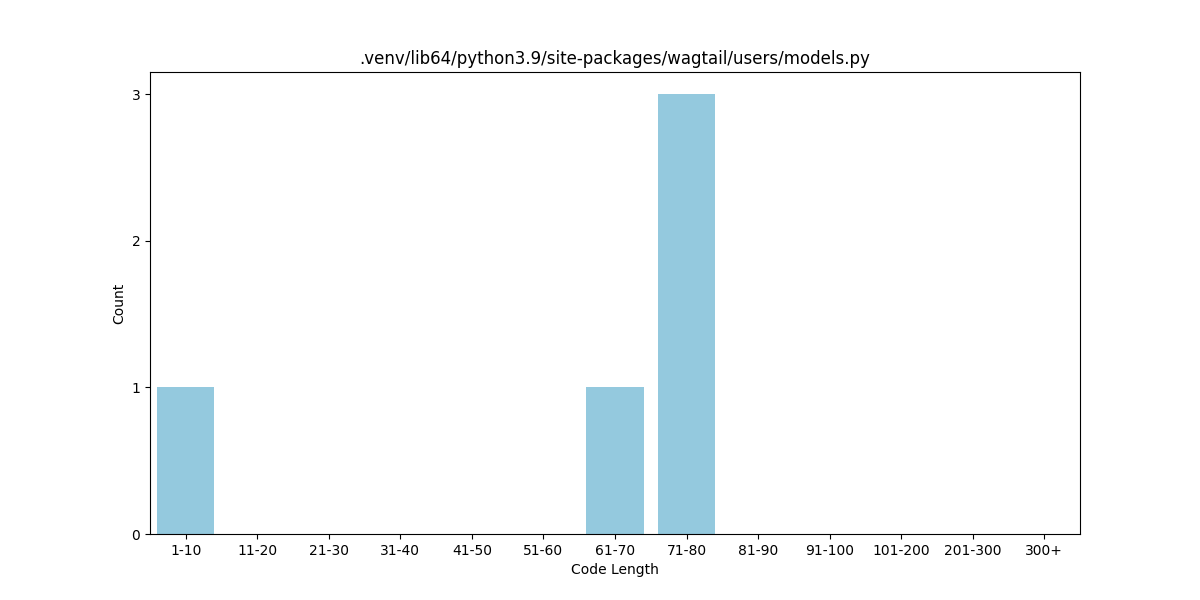 .venv/lib64/python3.9/site-packages/wagtail/users/models.py
3
2
1
0
Count
1-10 11-20 21-30 31-40 41-50 51-60 61-70 71-80 81-90 91-100 101-200 201-300 300+
Code Length